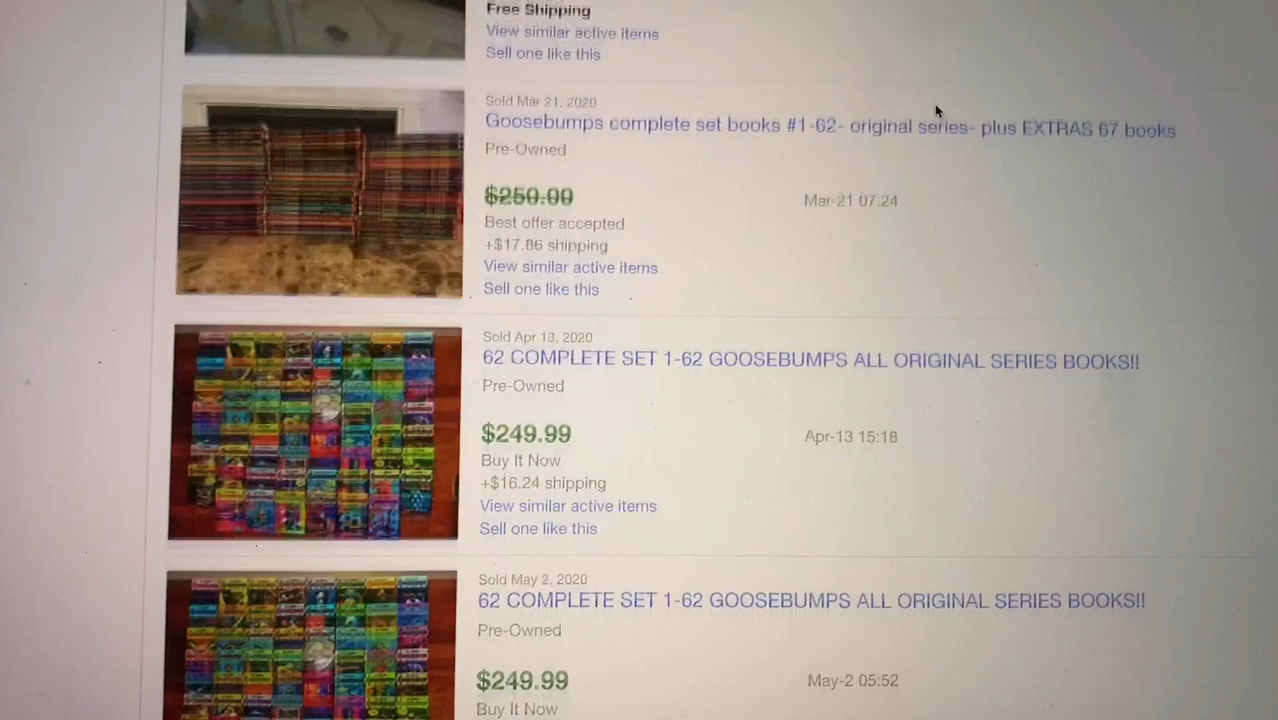 Free Shipping
View similar active items
Sell one like this
Sold Mar 21, 2020
Goosebumps complete set books #1-62- original series- plus EXTRAS 67 books
Pre-Owned
$250.00
Mar-21 07:24
Best offer accepted
+$17.86 shipping
View similar active items
Sell one like this
Sold Apr 13, 2020
62 COMPLETE SET 1-62 GOOSEBUMPS ALL ORIGINAL SERIES BOOKS!!
Pre-Owned
$249.99
Apr-13 15:18
Buy It Now
+$16.24 shipping
View similar active items
Sell one like this
Sold May 2, 2020
62 COMPLETE SET 1-62 GOOSEBUMPS ALL ORIGINAL SERIES BOOKS!!
Pre-Owned
$249.99
May-2 05:52
Buy It Now